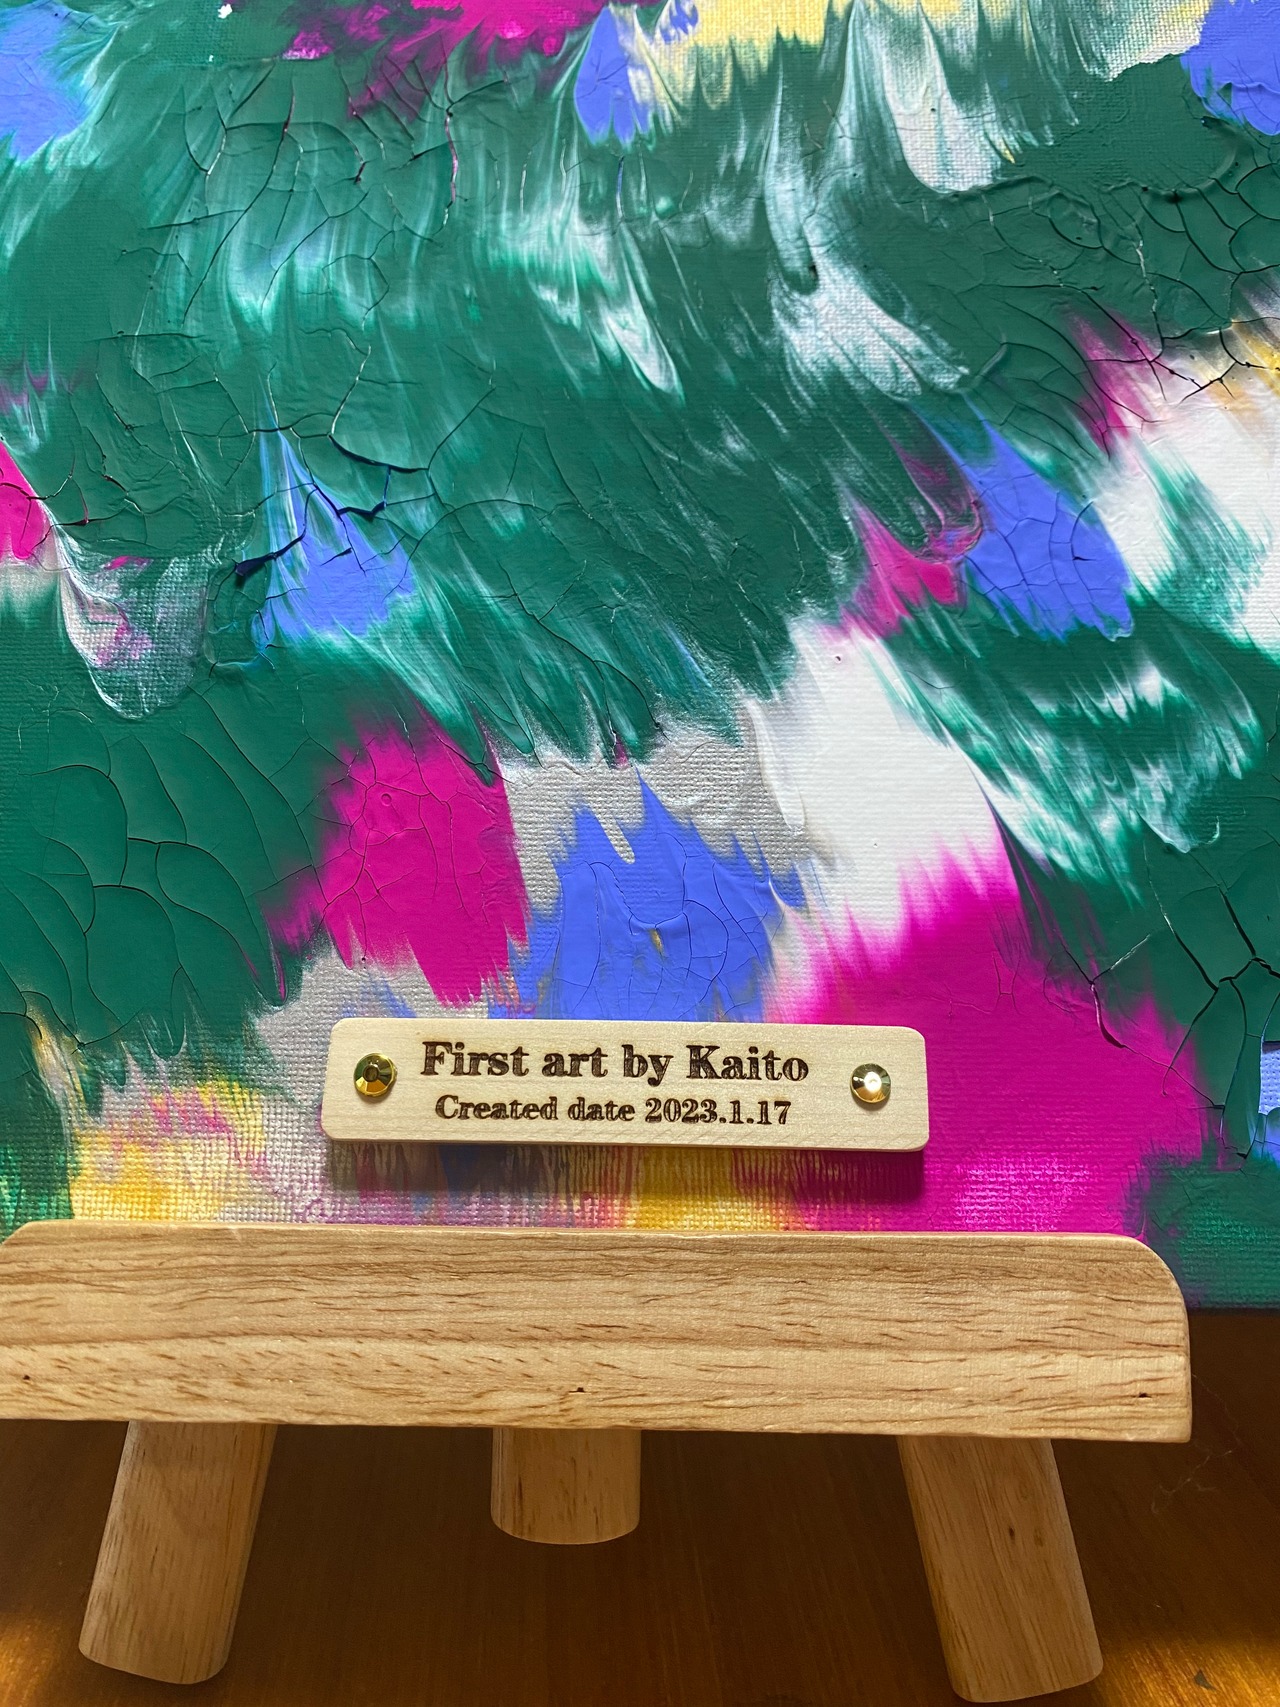 First art by Kaito
Created date 2023.1.17